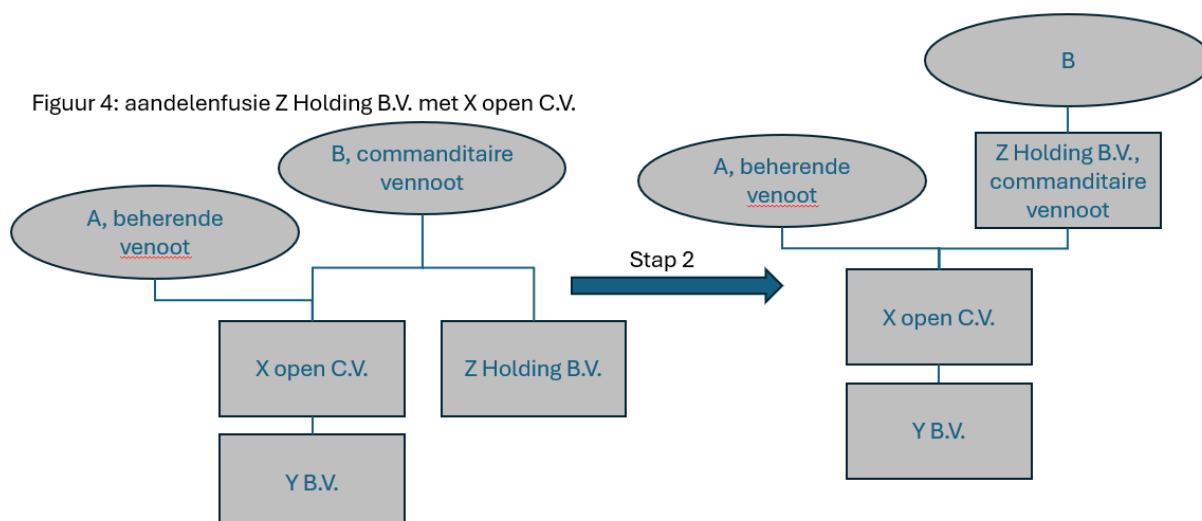 Figuur 4: aandelenfusie Z Holding B.V. met X open C.V.
B, commanditaire
vennoot
A, beherende
venoot
X open C.V.
Z Holding B.V.
Y B.V.
Stap 2
B
Z Holding B.V.,
commanditaire
vennoot
A, beherende
venoot
X open C.V.
Y B.V.